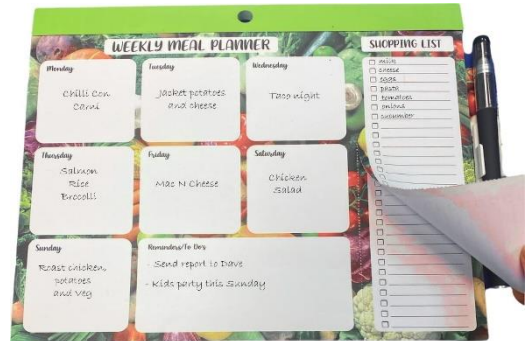 WEEKLY MEAL PLANNER
SHOPPING LIST
Monday
Chilli Con
Carni
Tuesday
Jacket potatoes
and cheese
Wednesday
Taco night
milk
cheese
eggs
pasta
tomatoes
onions
cucumber
Thursday
Salmon
Rice
Brocolli
Friday
Mac N Cheese
Saturday
Chicken
Salad
Sunday
Roast chicken,
potatoes
and veg
Reminders/To Do's
- Send report to Dave
- Kids party this Sunday